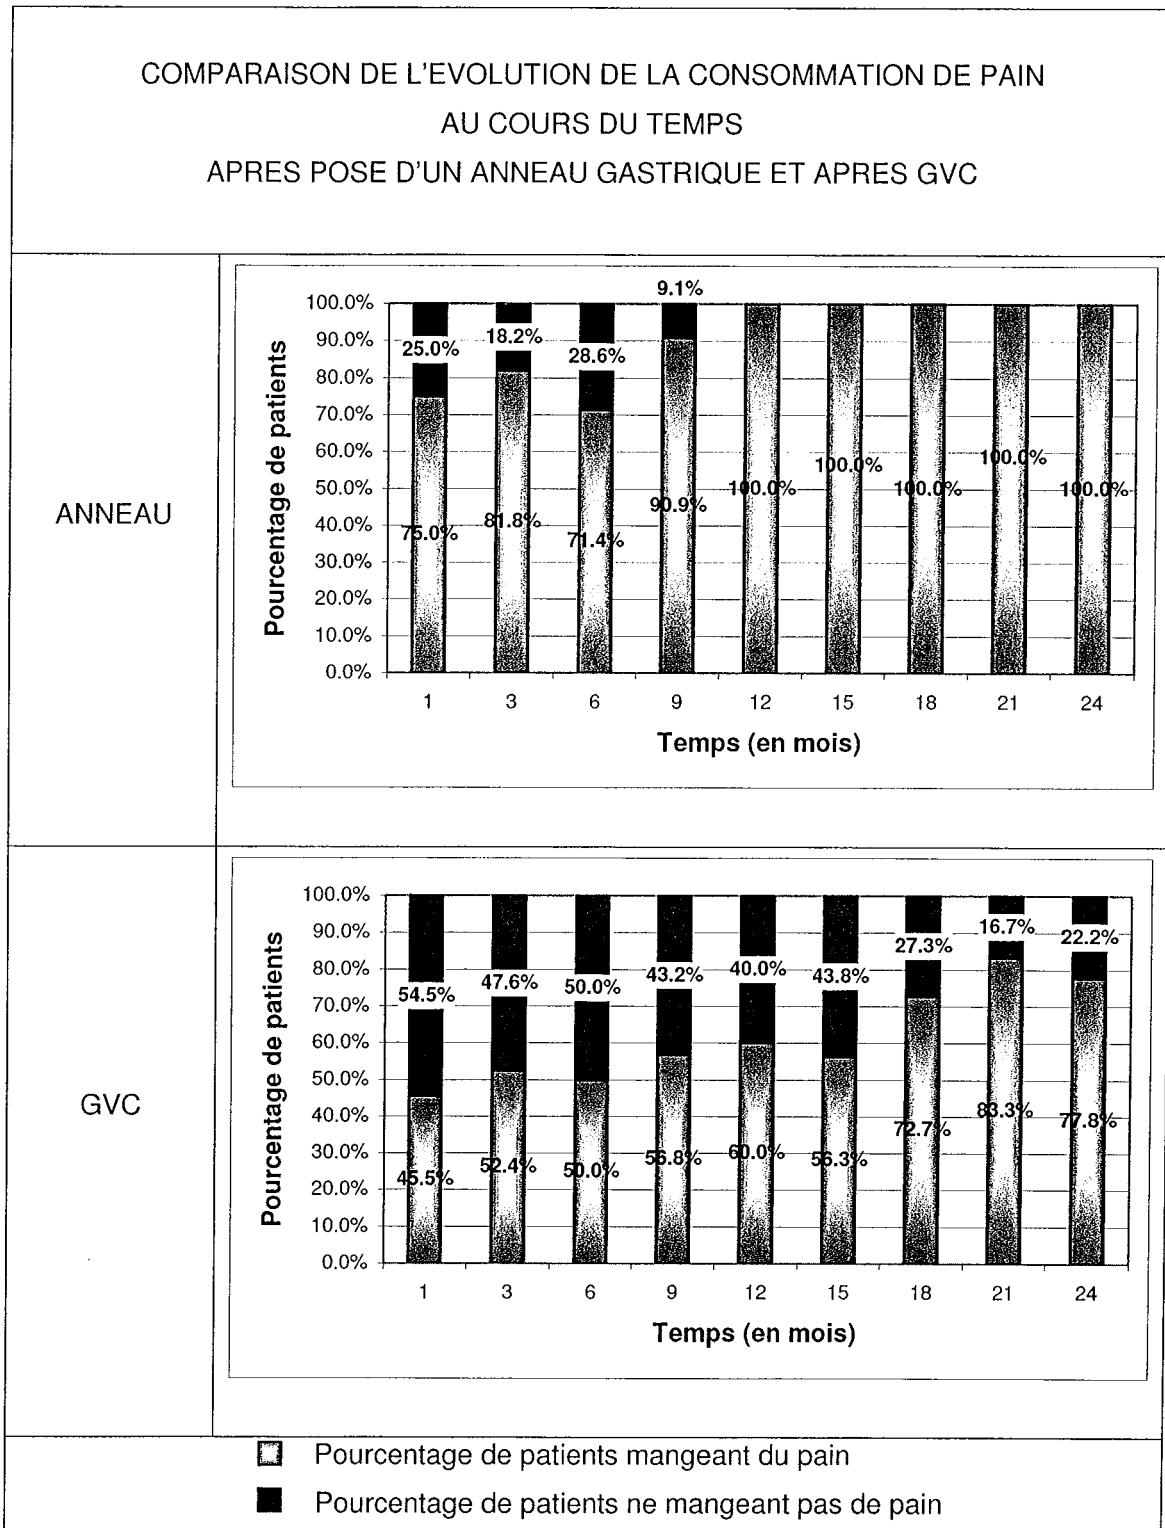 COMPARAISON DE L'EVOLUTION DE LA CONSOMMATION DE PAIN
AU COURS DU TEMPS
APRES POSE D'UN ANNEAU GASTRIQUE ET APRES GVC
ANNEAU
Pourcentage de patients
100.0%
90.0%
80.0%
70.0%
60.0%
50.0%
40.0%
30.0%
20.0%
10.0%
0.0%
25.0% 18.2% 28.6% 9.1%
75.0% 81.8% 71.4% 90.9% 100.0% 100.0% 100.0% 100.0% 100.0%
1 3 6 9 12 15 18 21 24
Temps (en mois)
GVC
Pourcentage de patients
100.0%
90.0%
80.0%
70.0%
60.0%
50.0%
40.0%
30.0%
20.0%
10.0%
0.0%
54.5% 47.6% 50.0% 43.2% 40.0% 43.8% 27.3% 16.7% 22.2%
45.5% 52.4% 50.0% 56.8% 60.0% 56.3% 72.7% 83.3% 77.8%
1 3 6 9 12 15 18 21 24
Temps (en mois)
Pourcentage de patients mangeant du pain
Pourcentage de patients ne mangeant pas de pain